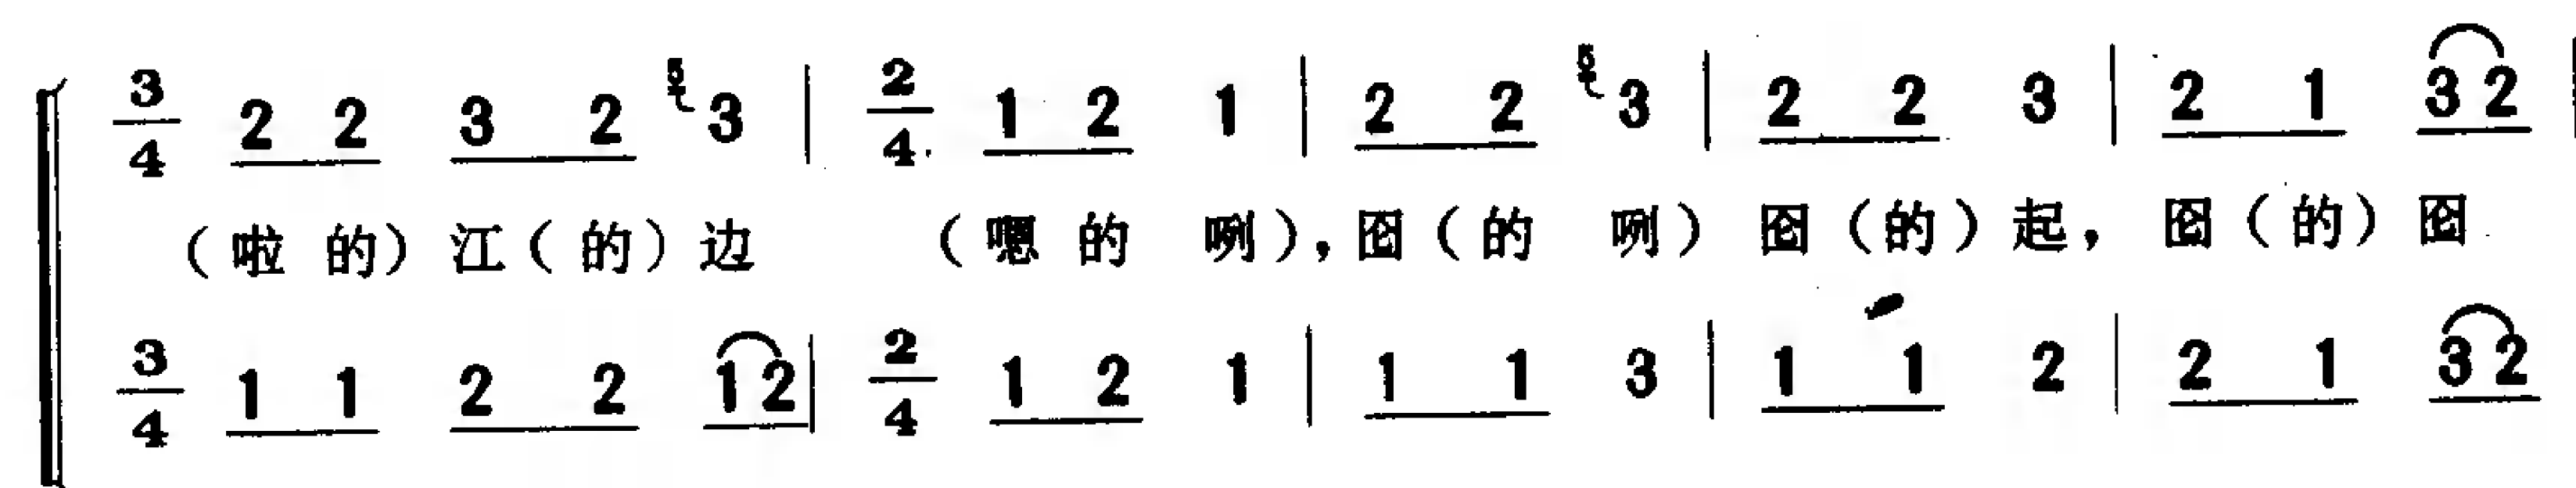 3/4 2 2 3 2 5 3 | 2/4 1 2 1 | 2 2 5 3 | 2 2 3 | 2 1 3 2 |
（啦 的）江（的）边 （嗯 的 咧），囵（的 咧）囵（的）起，囵（的）囵
3/4 1 1 2 2 1 2 | 2/4 1 2 1 | 1 1 3 | 1 1 2 | 2 1 3 2